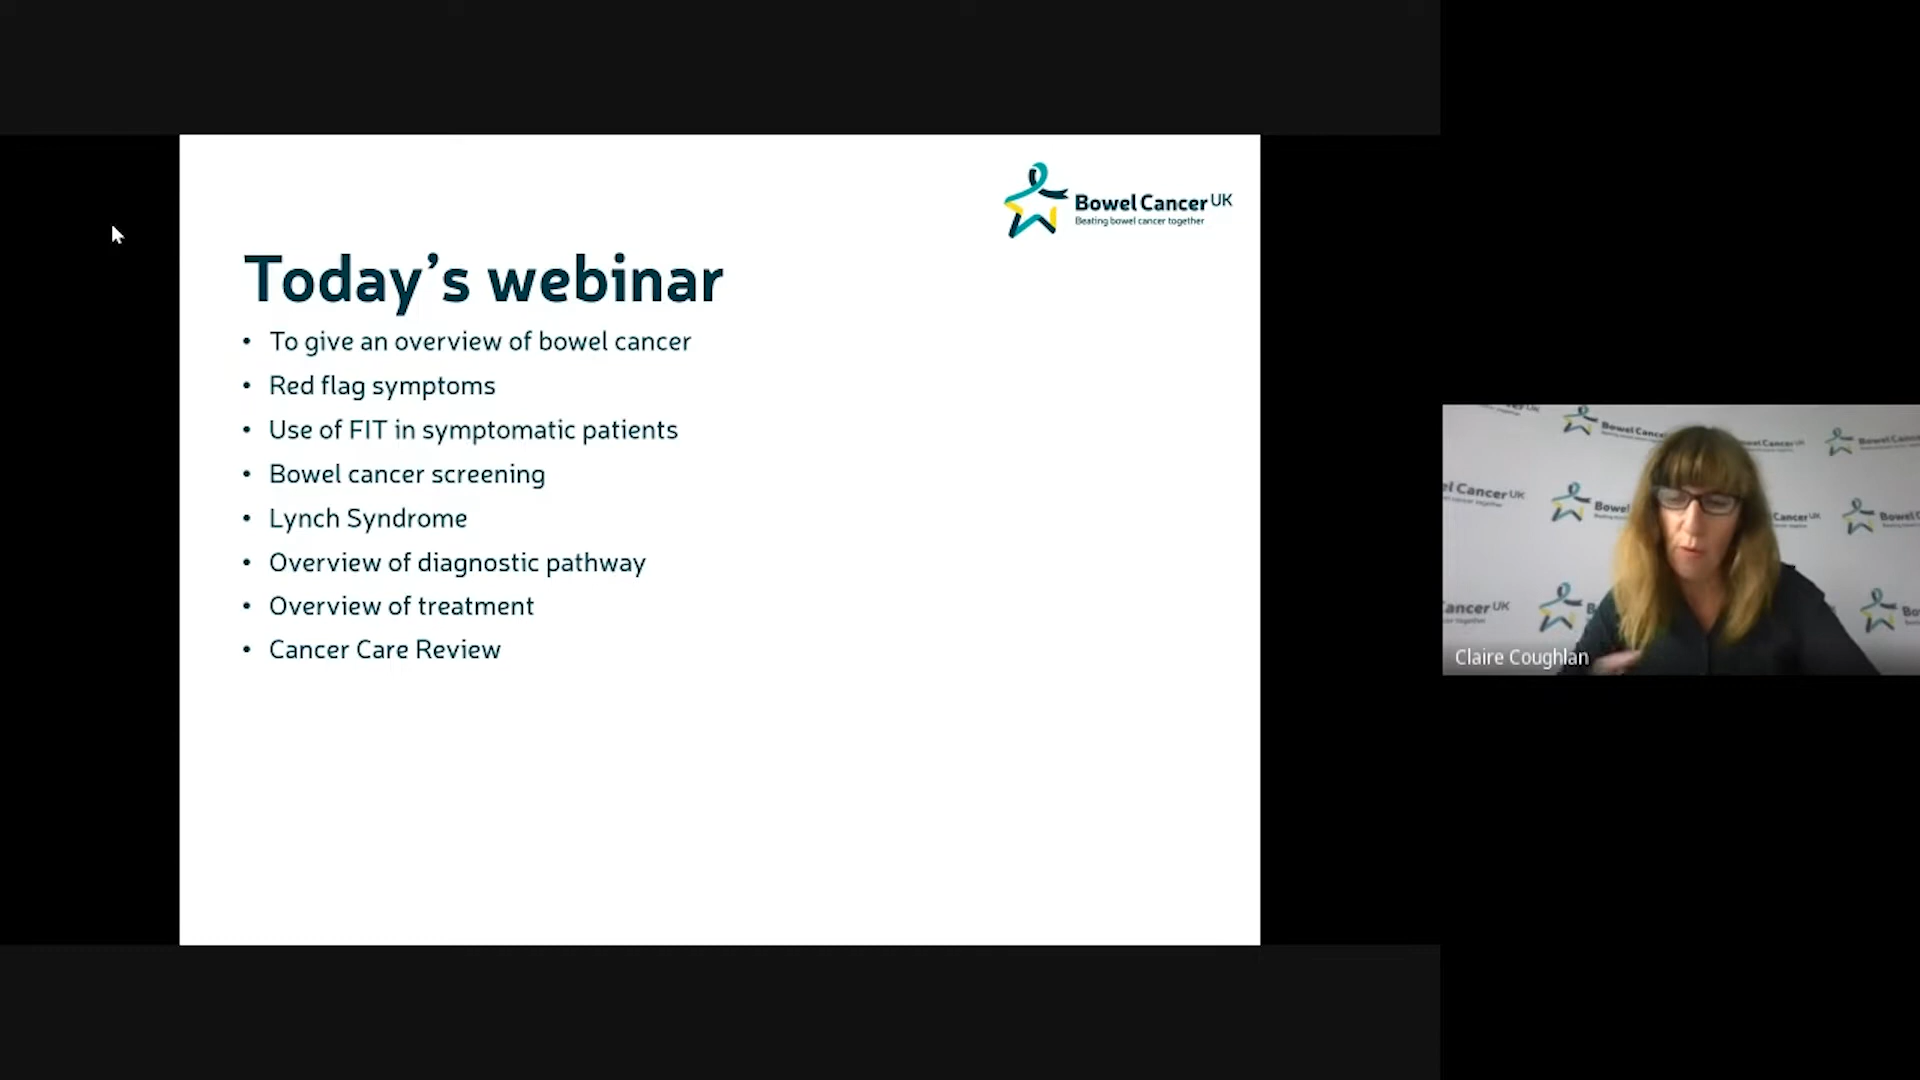 Bowel Cancer UK
Beating bowel cancer together
Today's webinar
• To give an overview of bowel cancer
• Red flag symptoms
• Use of FIT in symptomatic patients
• Bowel cancer screening
• Lynch Syndrome
• Overview of diagnostic pathway
• Overview of treatment
• Cancer Care Review
Claire Coughlan